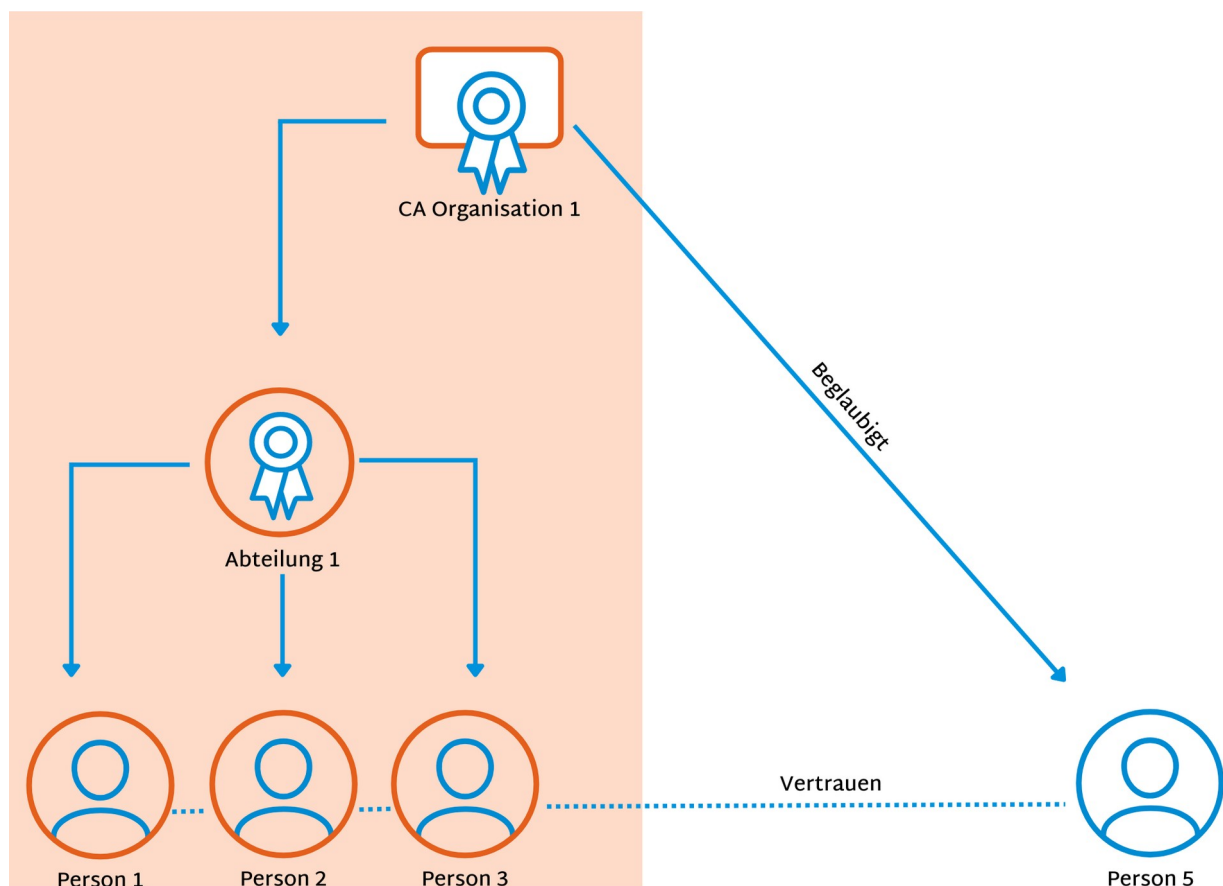 CA Organisation 1
Beglaubigt
Abteilung 1
Vertrauen
Person 1
Person 2
Person 3
Person 5